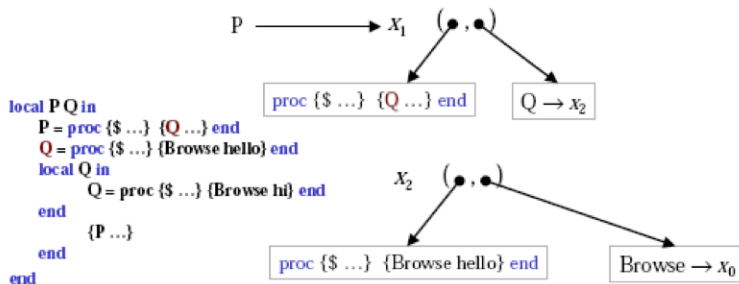 P → x₁ (●,●)
proc {$ ...} {Q ...} end
Q → x₂
local P Q in
P = proc {$ ...} {Q ...} end
Q = proc {$ ...} {Browse hello} end
local Q in
Q = proc {$ ...} {Browse hi} end
end
{P ...}
end
end
x₂ (●,●)
proc {$ ...} {Browse hello} end
Browse → x₀